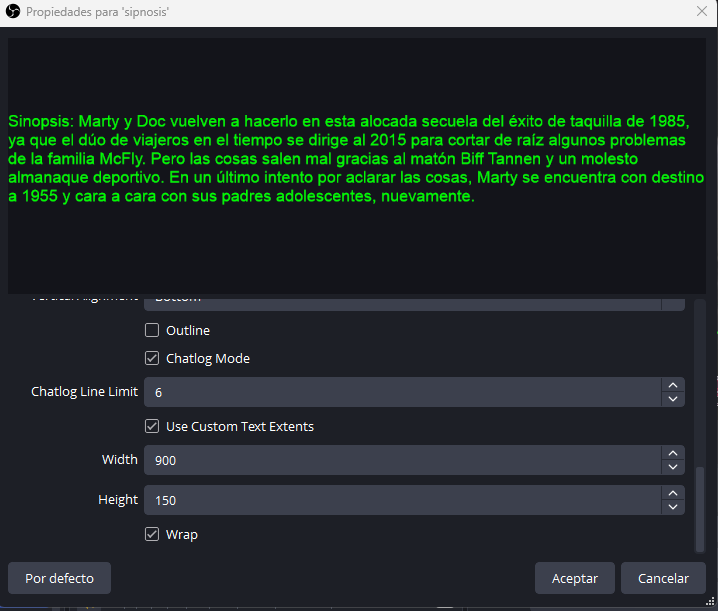 Propiedades para 'sipnosis'
Sinopsis: Marty y Doc vuelven a hacerlo en esta alocada secuela del éxito de taquilla de 1985,
ya que el dúo de viajeros en el tiempo se dirige al 2015 para cortar de raíz algunos problemas
de la familia McFly. Pero las cosas salen mal gracias al matón Biff Tannen y un molesto
almanaque deportivo. En un último intento por aclarar las cosas, Marty se encuentra con destino
a 1955 y cara a cara con sus padres adolescentes, nuevamente.
Vertical Alignment Bottom
Outline
Chatlog Mode
Chatlog Line Limit 6
Use Custom Text Extents
Width 900
Height 150
Wrap
Por defecto Aceptar Cancelar